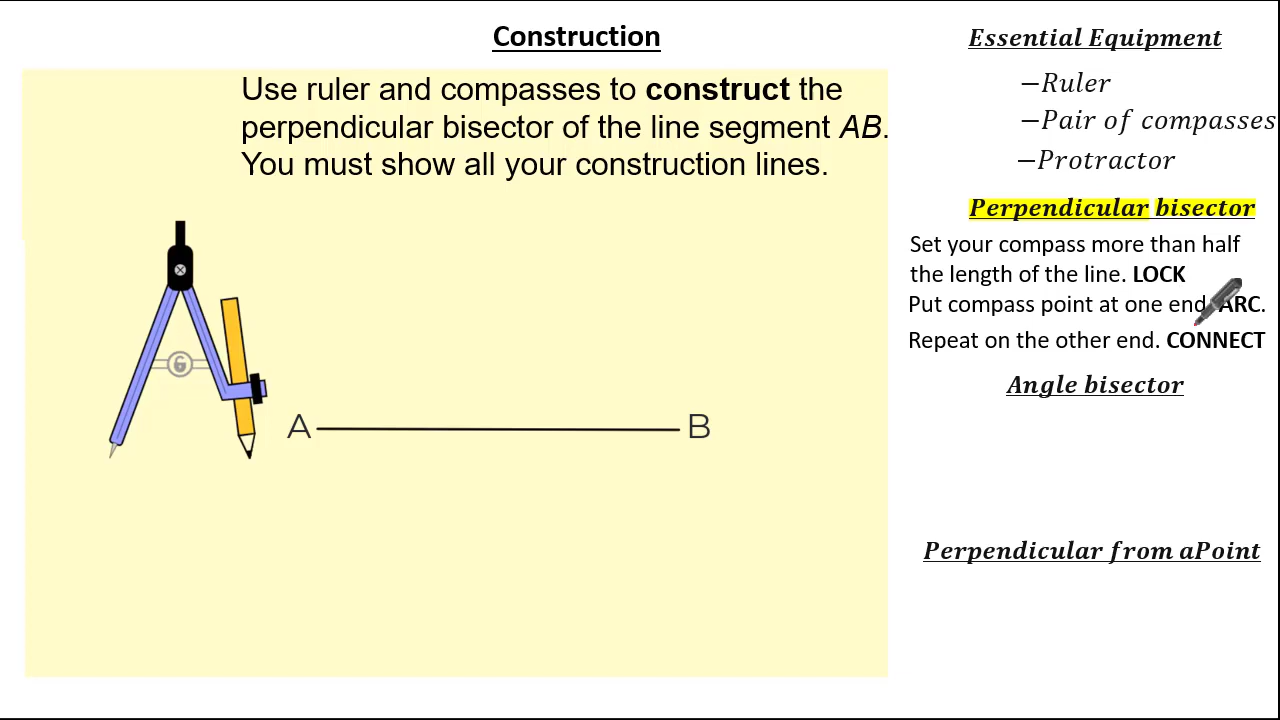 Construction
Use ruler and compasses to construct the
perpendicular bisector of the line segment AB.
You must show all your construction lines.
A
B
Essential Equipment
−Ruler
−Pair of compasses
−Protractor
Perpendicular bisector
Set your compass more than half
the length of the line. LOCK
Put compass point at one end. ARC.
Repeat on the other end. CONNECT
Angle bisector
Perpendicular from aPoint